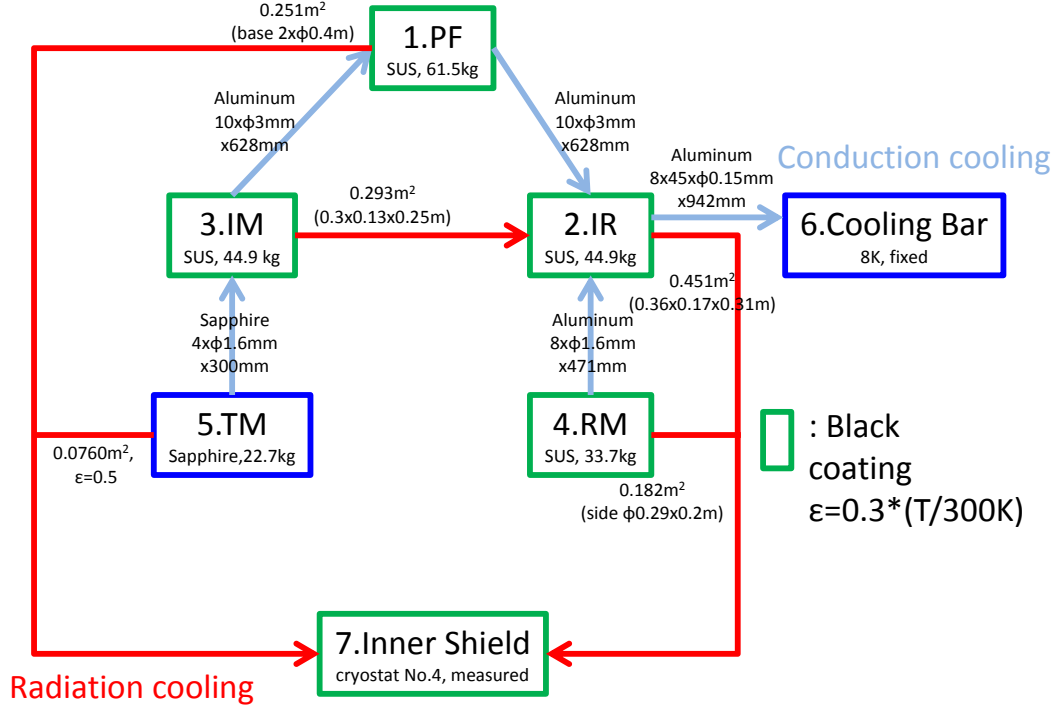 0.251m²
(base 2xφ0.4m)
1.PF
SUS, 61.5kg
Aluminum
10xφ3mm
x628mm
Aluminum
10xφ3mm
x628mm
Aluminum
8x45xφ0.15mm
x942mm
Conduction cooling
0.293m²
(0.3x0.13x0.25m)
3.IM
SUS, 44.9 kg
2.IR
SUS, 44.9kg
6.Cooling Bar
8K, fixed
0.451m²
(0.36x0.17x0.31m)
Sapphire
4xφ1.6mm
x300mm
Aluminum
8xφ1.6mm
x471mm
5.TM
Sapphire,22.7kg
4.RM
SUS, 33.7kg
: Black
coating
ε=0.3*(T/300K)
0.0760m²,
ε=0.5
0.182m²
(side φ0.29x0.2m)
7.Inner Shield
cryostat No.4, measured
Radiation cooling